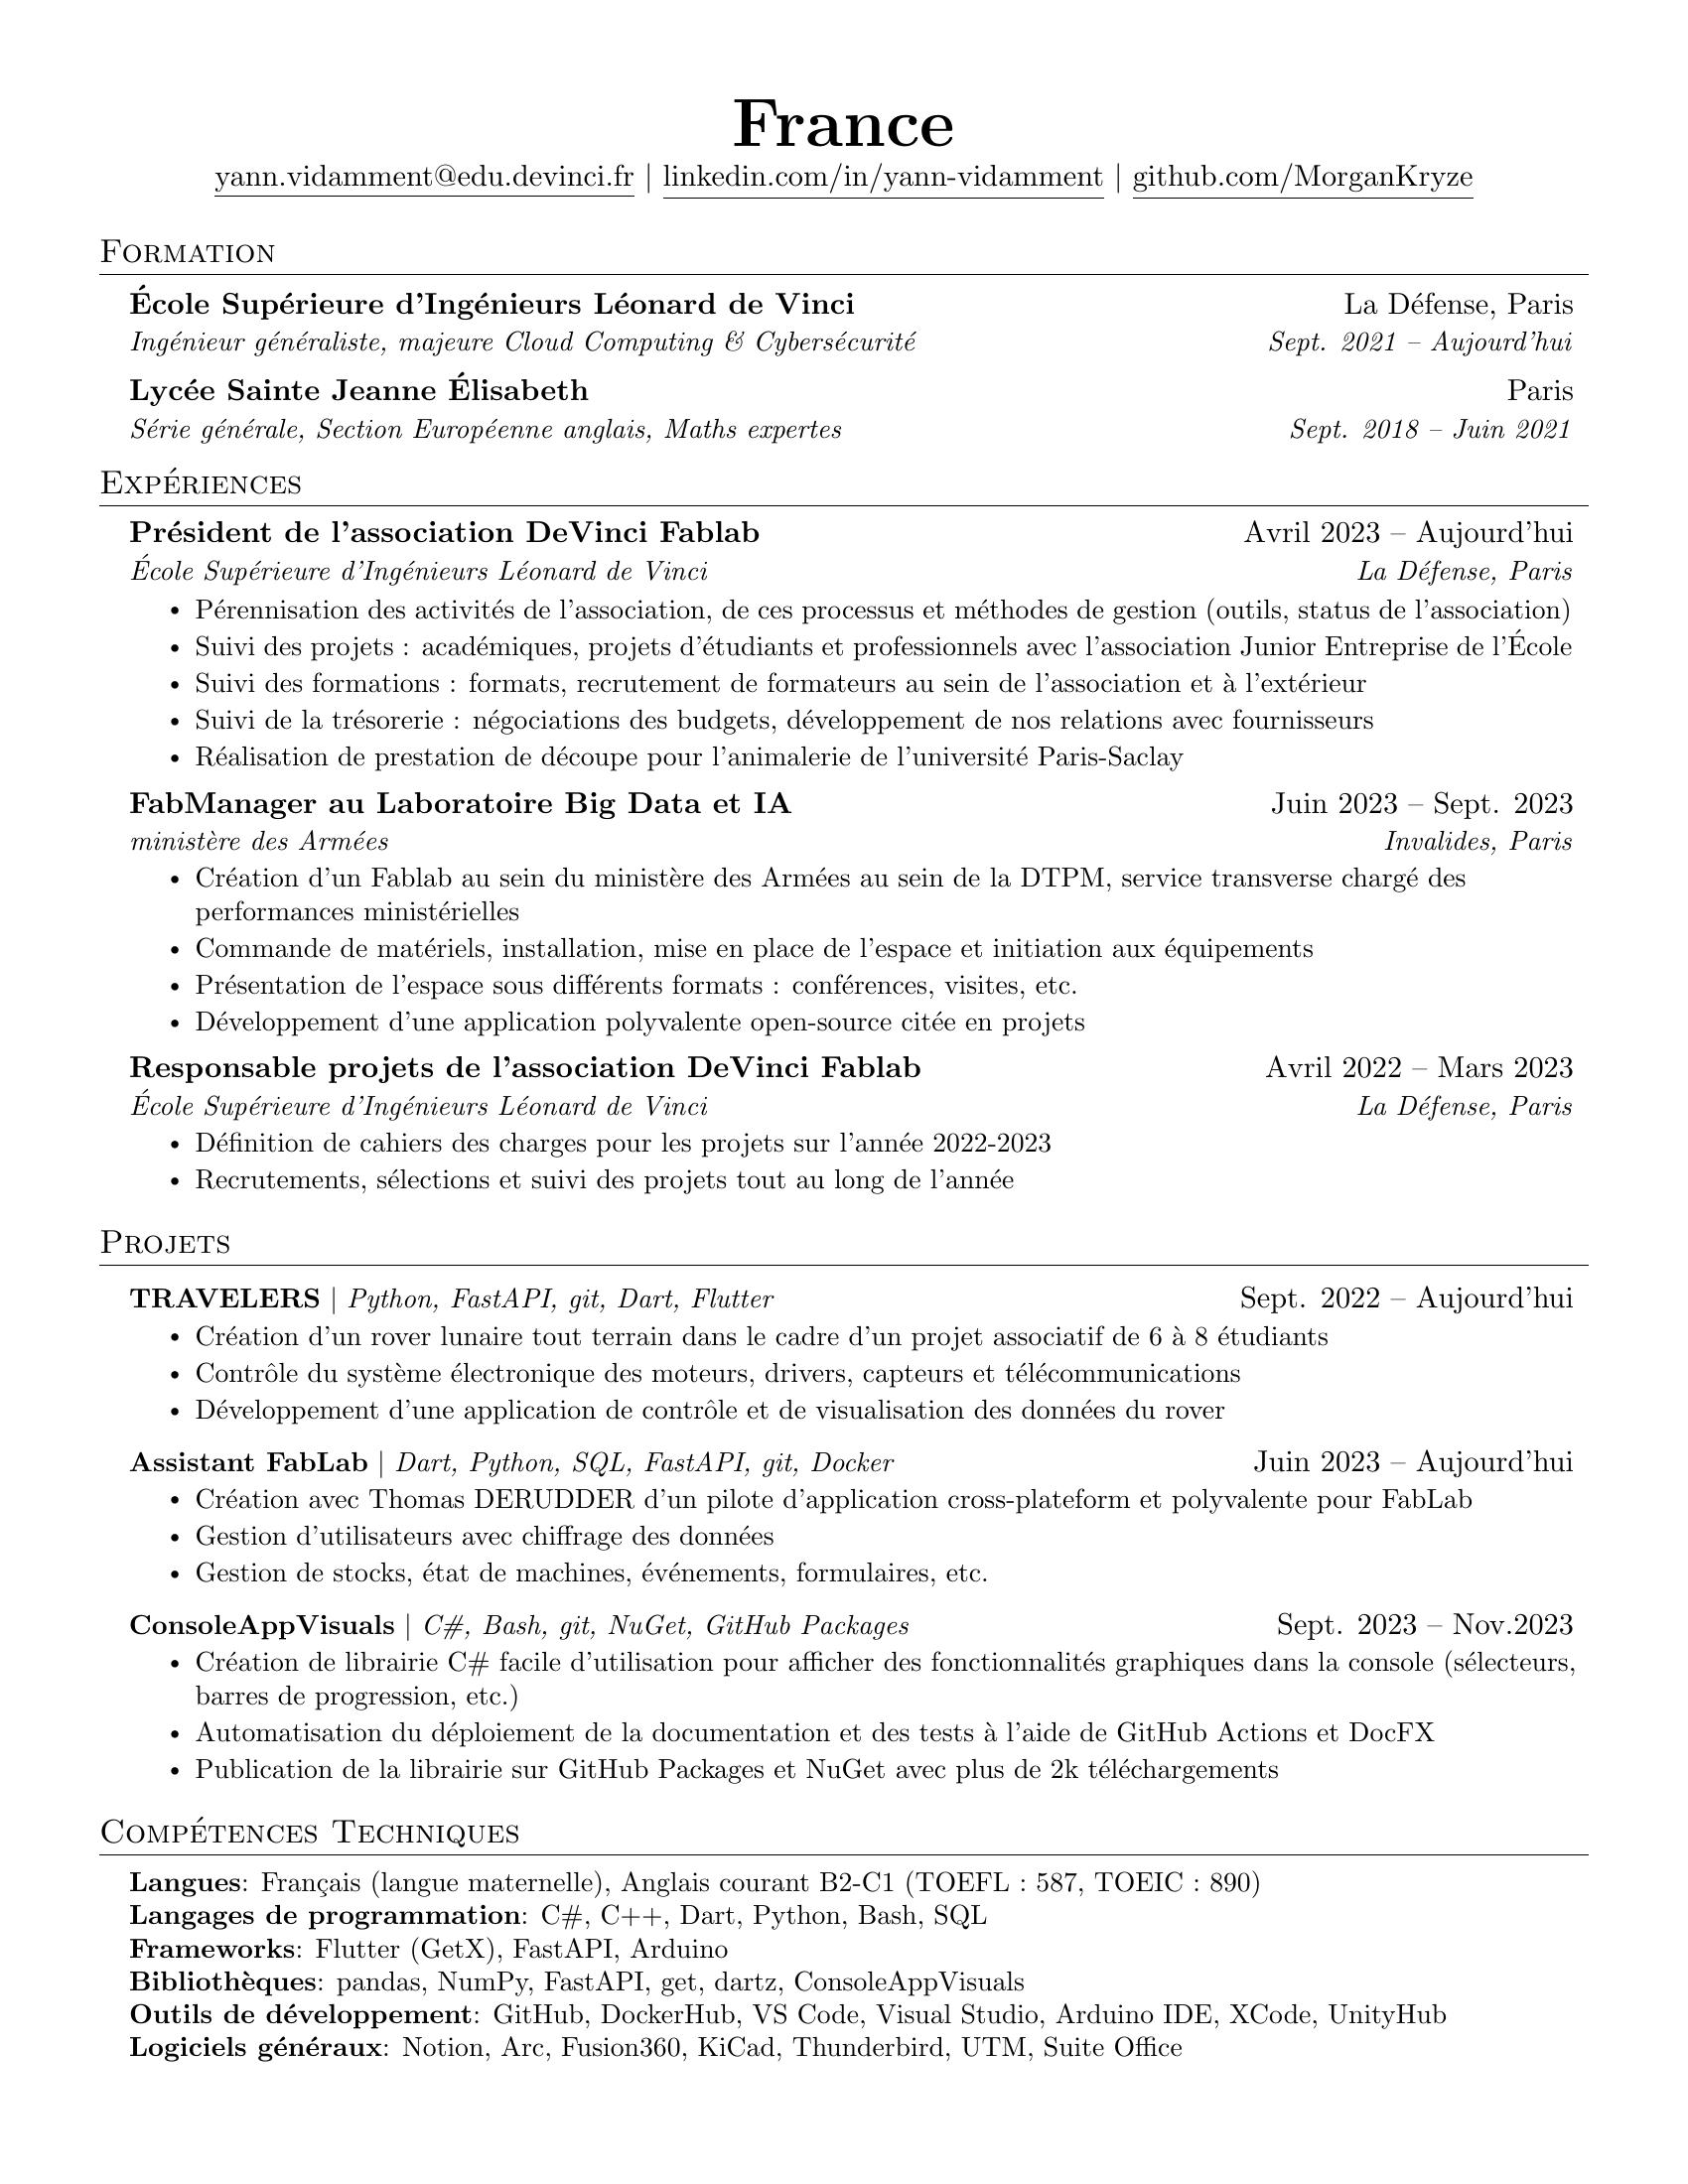 France
yann.vidamment@edu.devinci.fr | linkedin.com/in/yann-vidamment | github.com/MorganKryze
Formation
École Supérieure d'Ingénieurs Léonard de Vinci La Défense, Paris
Ingénieur généraliste, majeure Cloud Computing & Cybersécurité Sept. 2021 – Aujourd'hui
Lycée Sainte Jeanne Élisabeth Paris
Série générale, Section Européenne anglais, Maths expertes Sept. 2018 – Juin 2021
Expériences
Président de l'association DeVinci Fablab Avril 2023 – Aujourd'hui
École Supérieure d'Ingénieurs Léonard de Vinci La Défense, Paris
• Pérennisation des activités de l'association, de ces processus et méthodes de gestion (outils, status de l'association)
• Suivi des projets : académiques, projets d'étudiants et professionnels avec l'association Junior Entreprise de l'École
• Suivi des formations : formats, recrutement de formateurs au sein de l'association et à l'extérieur
• Suivi de la trésorerie : négociations des budgets, développement de nos relations avec fournisseurs
• Réalisation de prestation de découpe pour l'animalerie de l'université Paris-Saclay
FabManager au Laboratoire Big Data et IA Juin 2023 – Sept. 2023
ministère des Armées Invalides, Paris
• Création d'un Fablab au sein du ministère des Armées au sein de la DTPM, service transverse chargé des
performances ministérielles
• Commande de matériels, installation, mise en place de l'espace et initiation aux équipements
• Présentation de l'espace sous différents formats : conférences, visites, etc.
• Développement d'une application polyvalente open-source citée en projets
Responsable projets de l'association DeVinci Fablab Avril 2022 – Mars 2023
École Supérieure d'Ingénieurs Léonard de Vinci La Défense, Paris
• Définition de cahiers des charges pour les projets sur l'année 2022-2023
• Recrutements, sélections et suivi des projets tout au long de l'année
Projets
TRAVELERS | Python, FastAPI, git, Dart, Flutter Sept. 2022 – Aujourd'hui
• Création d'un rover lunaire tout terrain dans le cadre d'un projet associatif de 6 à 8 étudiants
• Contrôle du système électronique des moteurs, drivers, capteurs et télécommunications
• Développement d'une application de contrôle et de visualisation des données du rover
Assistant FabLab | Dart, Python, SQL, FastAPI, git, Docker Juin 2023 – Aujourd'hui
• Création avec Thomas DERUDDER d'un pilote d'application cross-plateform et polyvalente pour FabLab
• Gestion d'utilisateurs avec chiffrage des données
• Gestion de stocks, état de machines, événements, formulaires, etc.
ConsoleAppVisuals | C#, Bash, git, NuGet, GitHub Packages Sept. 2023 – Nov.2023
• Création de librairie C# facile d'utilisation pour afficher des fonctionnalités graphiques dans la console (sélecteurs,
barres de progression, etc.)
• Automatisation du déploiement de la documentation et des tests à l'aide de GitHub Actions et DocFX
• Publication de la librairie sur GitHub Packages et NuGet avec plus de 2k téléchargements
Compétences Techniques
Langues: Français (langue maternelle), Anglais courant B2-C1 (TOEFL : 587, TOEIC : 890)
Langages de programmation: C#, C++, Dart, Python, Bash, SQL
Frameworks: Flutter (GetX), FastAPI, Arduino
Bibliothèques: pandas, NumPy, FastAPI, get, dartz, ConsoleAppVisuals
Outils de développement: GitHub, DockerHub, VS Code, Visual Studio, Arduino IDE, XCode, UnityHub
Logiciels généraux: Notion, Arc, Fusion360, KiCad, Thunderbird, UTM, Suite Office